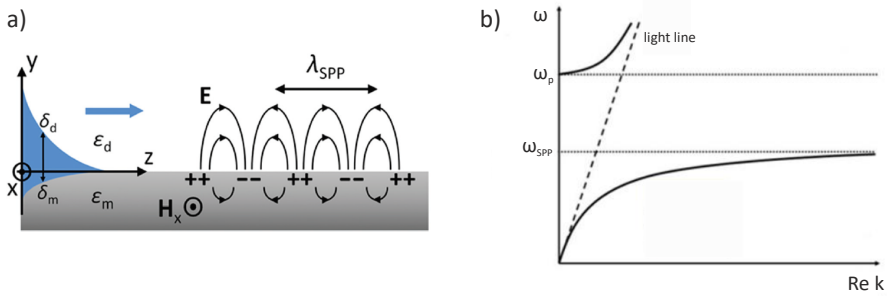 a)
y
λSPP
E
δd
εd
z
x
δm
εm
++ -- ++ -- ++
Hx
b)
ω
light line
ωp
ωSPP
Re k